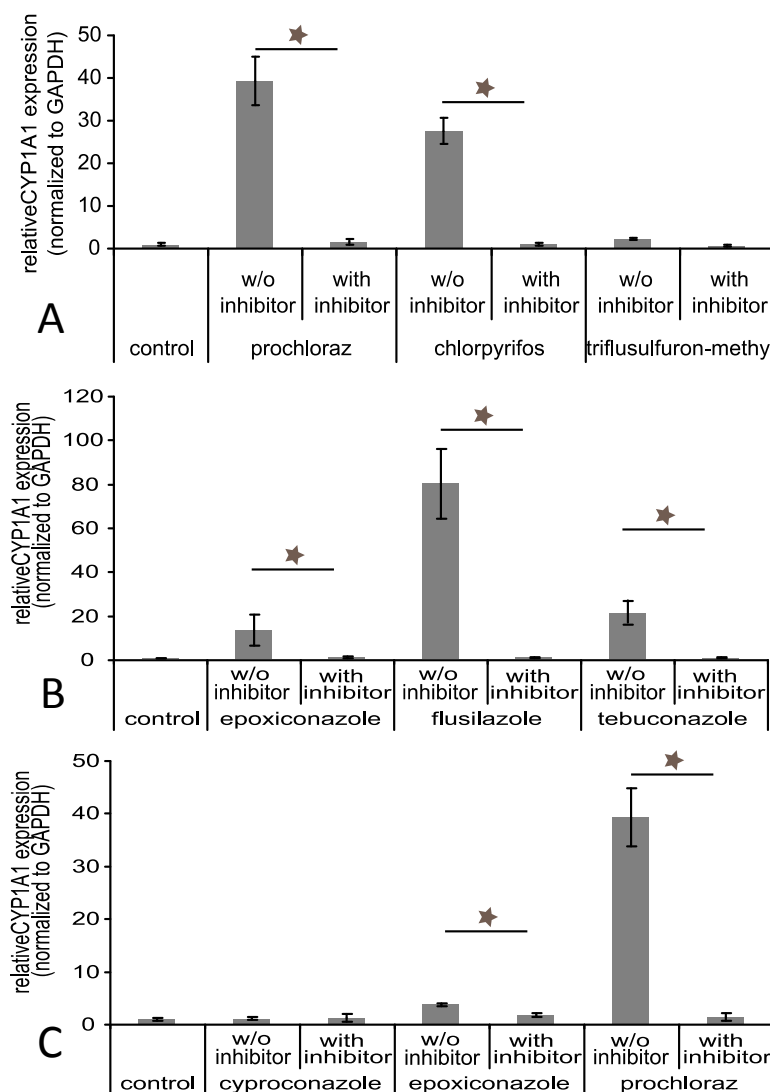 relativeCYP1A1 expression
(normalized to GAPDH)
50
40
30
20
10
0
w/o
inhibitor
with
inhibitor
w/o
inhibitor
with
inhibitor
w/o
inhibitor
with
inhibitor
A
control
prochloraz
chlorpyrifos
triflusulfuron-methy
relativeCYP1A1 expression
(normalized to GAPDH)
120
100
80
60
40
20
0
w/o
inhibitor
with
inhibitor
w/o
inhibitor
with
inhibitor
w/o
inhibitor
with
inhibitor
B
control
epoxiconazole
flusilazole
tebuconazole
relativeCYP1A1 expression
(normalized to GAPDH)
50
40
30
20
10
0
w/o
inhibitor
with
inhibitor
w/o
inhibitor
with
inhibitor
w/o
inhibitor
with
inhibitor
C
control
cyproconazole
epoxiconazole
prochloraz